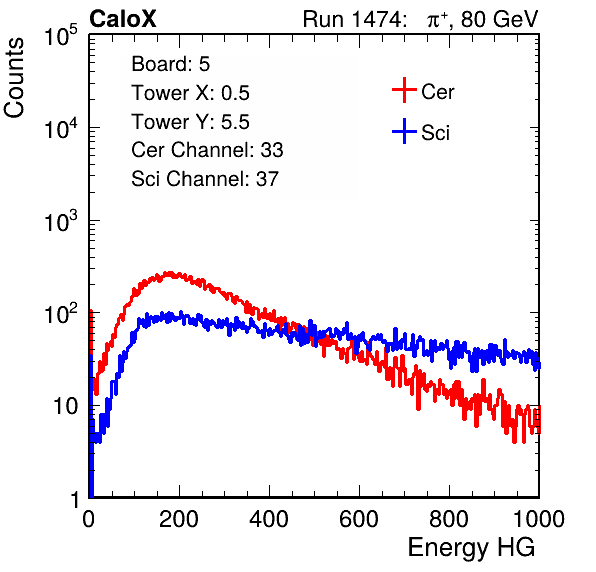 CaloX Run 1474: π⁺, 80 GeV
Board: 5
Tower X: 0.5
Tower Y: 5.5
Cer Channel: 33
Sci Channel: 37
Cer
Sci
Counts
10⁵
10⁴
10³
10²
10
1
0 200 400 600 800 1000
Energy HG